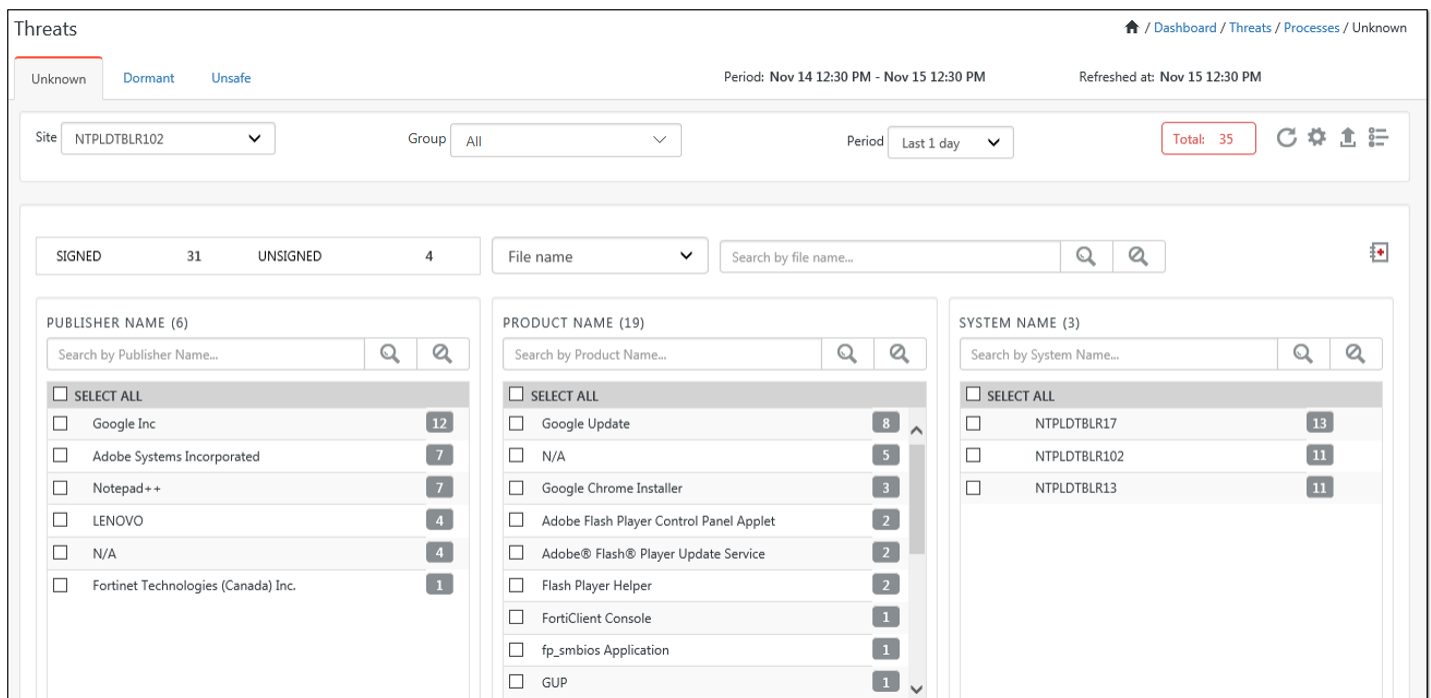 Threats
/ Dashboard / Threats / Processes / Unknown
Unknown Dormant Unsafe Period: Nov 14 12:30 PM - Nov 15 12:30 PM Refreshed at: Nov 15 12:30 PM
Site NTPLDTBLR102 Group All Period Last 1 day Total: 35
SIGNED 31 UNSIGNED 4 File name Search by file name...
PUBLISHER NAME (6)
Search by Publisher Name...
SELECT ALL
Google Inc 12
Adobe Systems Incorporated 7
Notepad++ 7
LENOVO 4
N/A 4
Fortinet Technologies (Canada) Inc. 1
PRODUCT NAME (19)
Search by Product Name...
SELECT ALL
Google Update 8
N/A 5
Google Chrome Installer 3
Adobe Flash Player Control Panel Applet 2
Adobe® Flash® Player Update Service 2
Flash Player Helper 2
FortiClient Console 1
fp_smbios Application 1
GUP 1
SYSTEM NAME (3)
Search by System Name...
SELECT ALL
NTPLDTBLR17 13
NTPLDTBLR102 11
NTPLDTBLR13 11